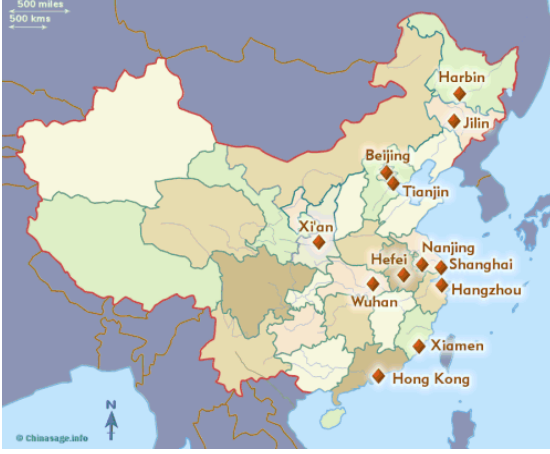 500 miles
500 kms
Harbin
Jilin
Beijing
Tianjin
Xi'an
Nanjing
Hefei
Shanghai
Hangzhou
Wuhan
Xiamen
Hong Kong
N
© Chinasage.info